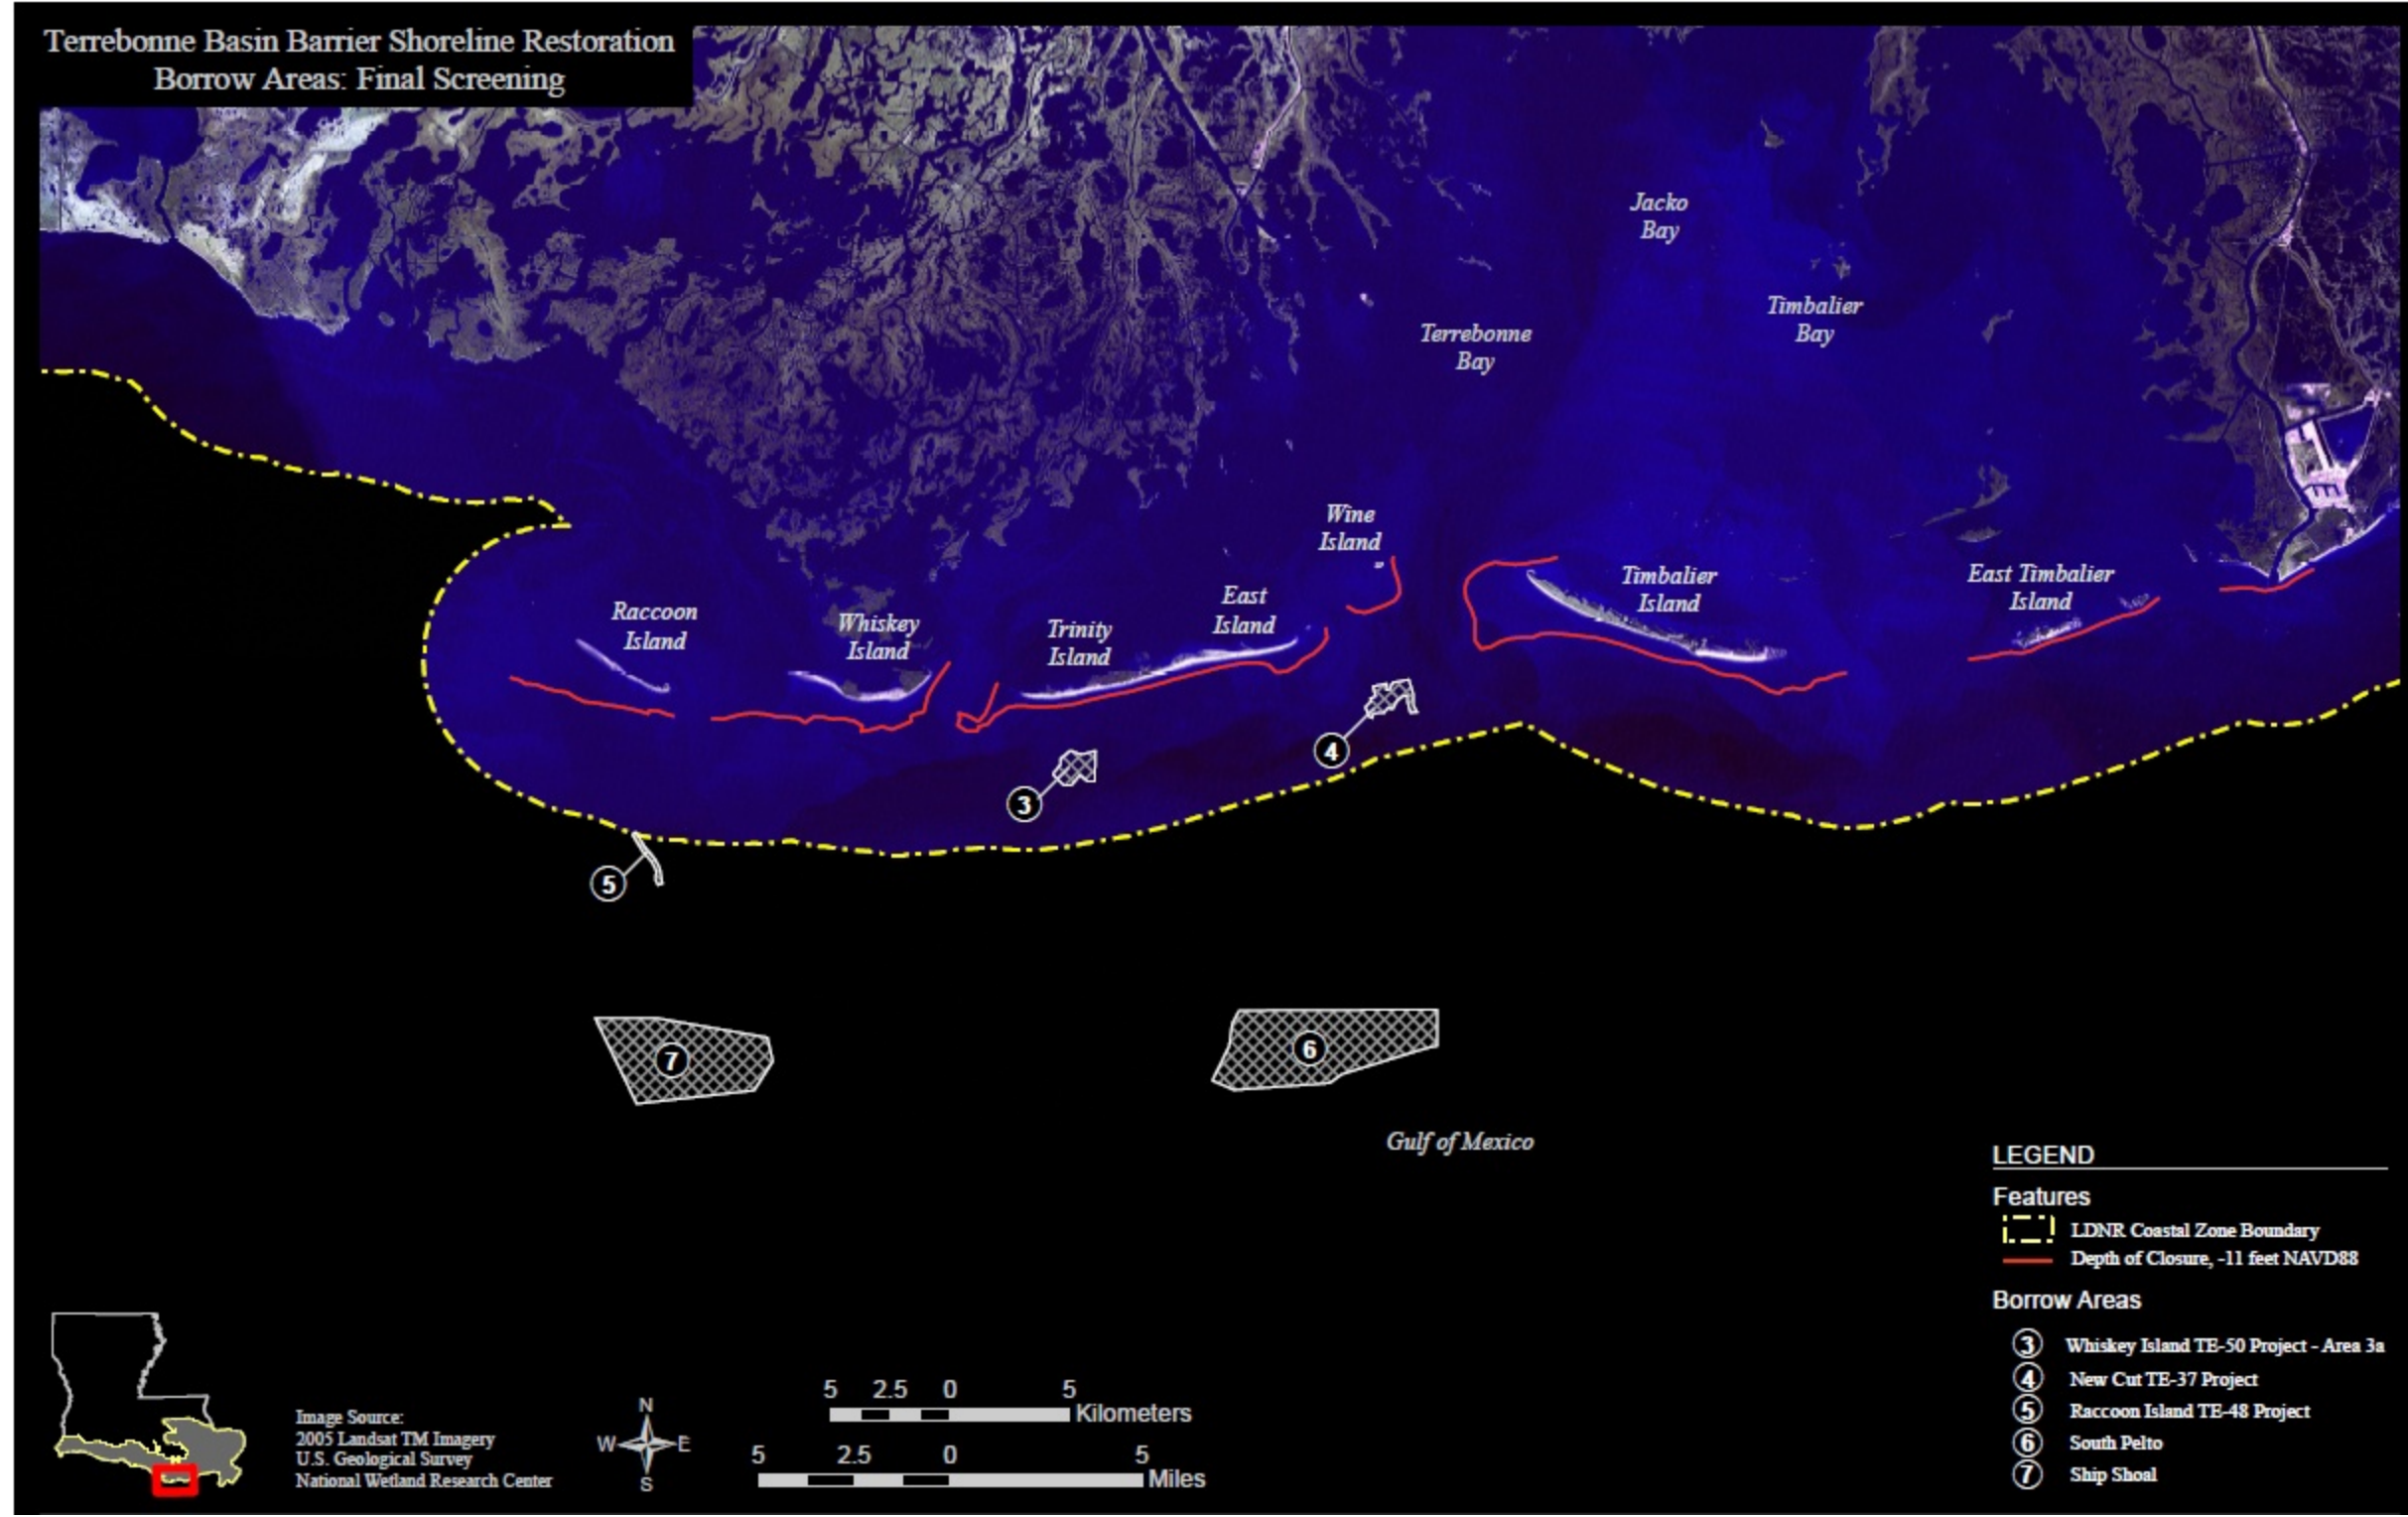 Terrebonne Basin Barrier Shoreline Restoration
Borrow Areas: Final Screening
Jacko
Bay
Timbalier
Bay
Terrebonne
Bay
Wine
Island
Raccoon
Island
Whiskey
Island
Trinity
Island
East
Island
Timbalier
Island
East Timbalier
Island
4
3
5
7
6
Gulf of Mexico
LEGEND
Features
LDNR Coastal Zone Boundary
Depth of Closure, -11 feet NAVD88
Borrow Areas
3 Whiskey Island TE-50 Project - Area 3a
4 New Cut TE-37 Project
5 Raccoon Island TE-48 Project
6 South Pelto
7 Ship Shoal
Image Source:
2005 Landsat TM Imagery
U.S. Geological Survey
National Wetland Research Center
N
W E
S
5 2.5 0 5
Kilometers
5 2.5 0 5
Miles